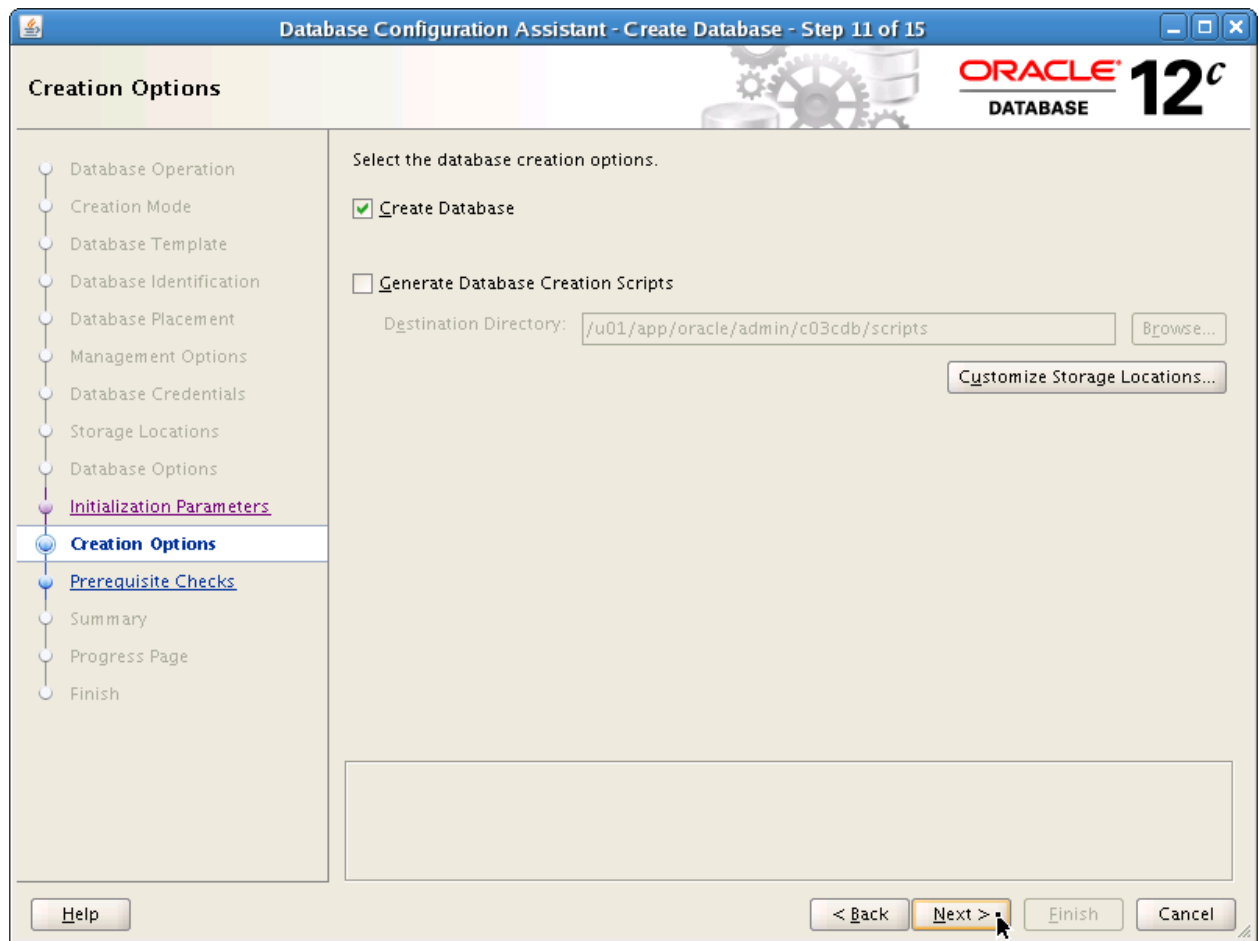 Database Configuration Assistant - Create Database - Step 11 of 15
Creation Options
ORACLE
DATABASE
12c
Database Operation
Creation Mode
Database Template
Database Identification
Database Placement
Management Options
Database Credentials
Storage Locations
Database Options
Initialization Parameters
Creation Options
Prerequisite Checks
Summary
Progress Page
Finish
Select the database creation options.
Create Database
Generate Database Creation Scripts
Destination Directory: /u01/app/oracle/admin/c03cdb/scripts Browse...
Customize Storage Locations...
Help < Back Next > Finish Cancel